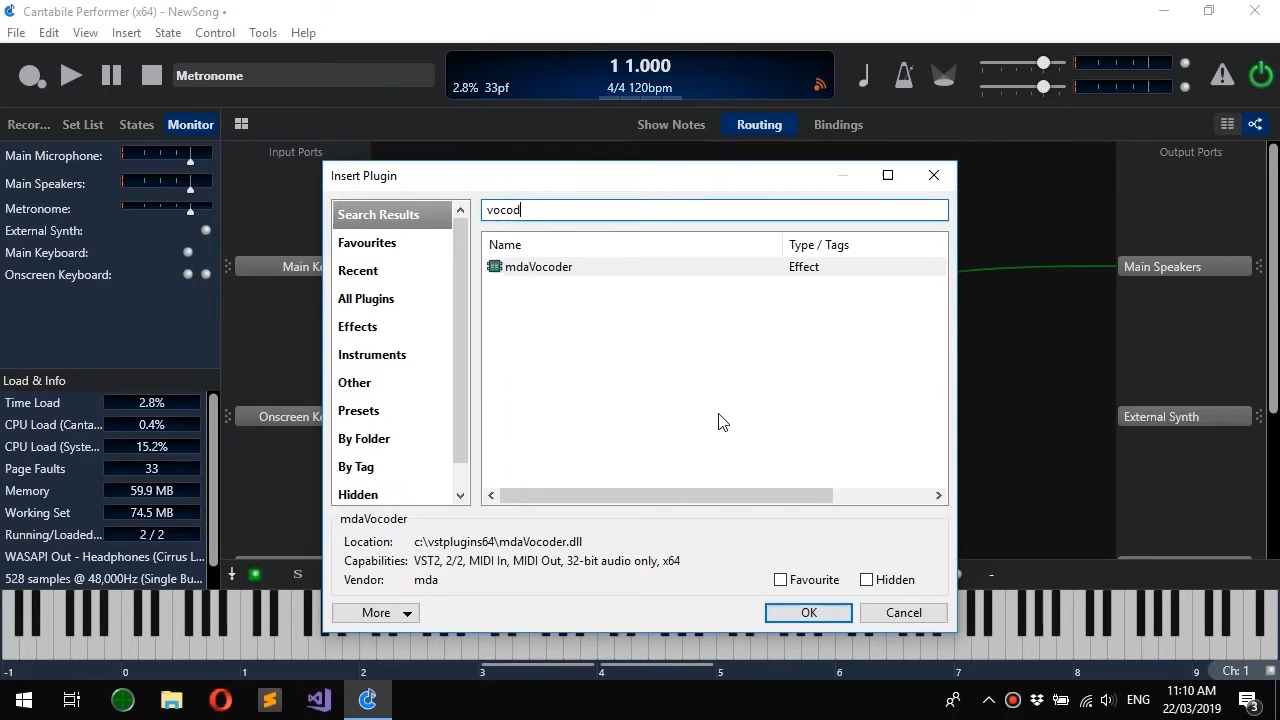 Cantabile Performer (x64) - NewSong •
File Edit View Insert State Control Tools Help
Metronome
1 1.000
2.8% 33pf
4/4 120bpm
Recor... Set List States Monitor
Show Notes Routing Bindings
Main Microphone:
Main Speakers:
Metronome:
External Synth:
Main Keyboard:
Onscreen Keyboard:
Input Ports
Output Ports
Main Ke
Main Speakers
Onscreen Ke
External Synth
Insert Plugin
vocod
Search Results
Favourites
Recent
All Plugins
Effects
Instruments
Other
Presets
By Folder
By Tag
Hidden
Name Type / Tags
mdaVocoder Effect
mdaVocoder
Location: c:\vstplugins64\mdaVocoder.dll
Capabilities: VST2, 2/2, MIDI In, MIDI Out, 32-bit audio only, x64
Vendor: mda
Favourite Hidden
More OK Cancel
Load & Info
Time Load 2.8%
CPU Load (Canta... 0.4%
CPU Load (Syste... 15.2%
Page Faults 33
Memory 59.9 MB
Working Set 74.5 MB
Running/Loaded... 2 / 2
WASAPI Out - Headphones (Cirrus L...
528 samples @ 48,000Hz (Single Bu...
S
-
-1 0 1 2 3 4 5 6 7 8 9
Ch: 1
ENG
11:10 AM
22/03/2019
3